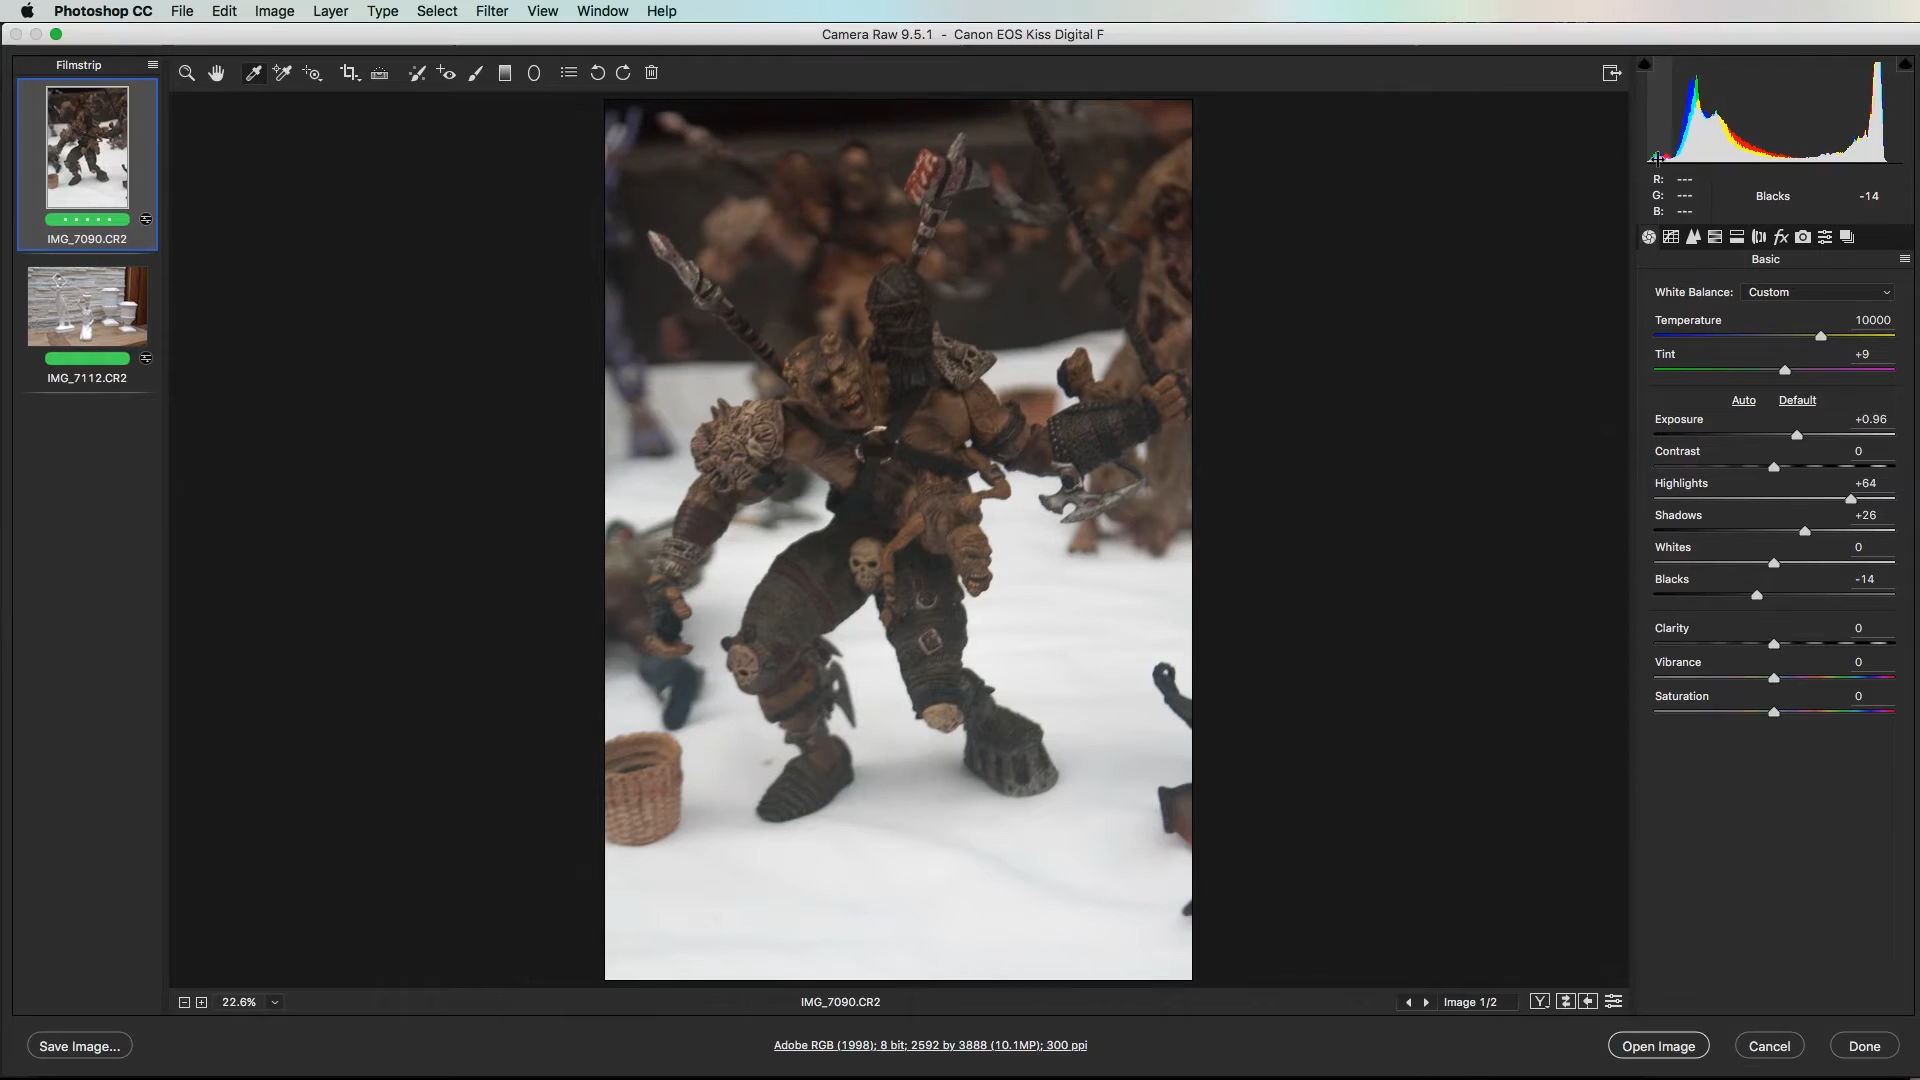 Photoshop CC File Edit Image Layer Type Select Filter View Window Help
Camera Raw 9.5.1 - Canon EOS Kiss Digital F
Filmstrip
IMG_7090.CR2
IMG_7112.CR2
R: ---
G: --- Blacks -14
B: ---
fx
Basic
White Balance: Custom
Temperature 10000
Tint +9
Auto Default
Exposure +0.96
Contrast 0
Highlights +64
Shadows +26
Whites 0
Blacks -14
Clarity 0
Vibrance 0
Saturation 0
22.6% IMG_7090.CR2 Image 1/2 Y
Save Image... Adobe RGB (1998); 8 bit; 2592 by 3888 (10.1MP); 300 ppi Open Image Cancel Done